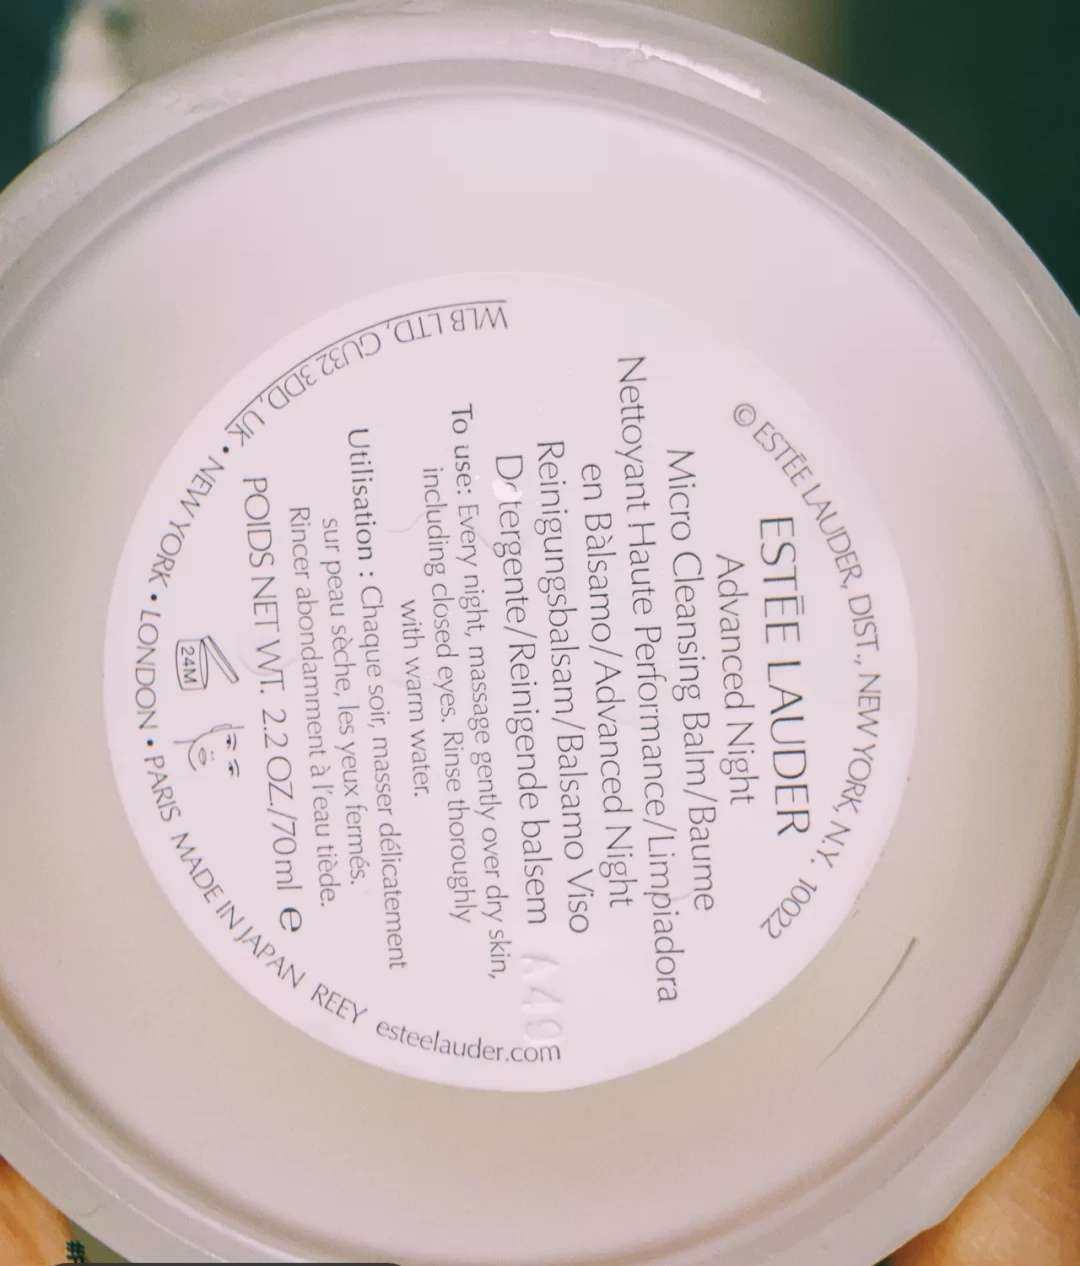 © ESTĒE LAUDER, DIST., NEW YORK, N.Y. 10022
ESTĒE LAUDER
Advanced Night
Micro Cleansing Balm/Baume
Nettoyant Haute Performance/Limpiadora
en Bàlsamo/Advanced Night
Reinigungsbalsam/Balsamo Viso
Detergente/Reinigende balsem
To use: Every night, massage gently over dry skin,
including closed eyes. Rinse thoroughly
with warm water.
Utilisation : Chaque soir, masser délicatement
sur peau sèche, les yeux fermés.
Rincer abondamment à l'eau tiède.
POIDS NET WT. 2.2 OZ./70ml e
24M
WLB LTD, GU32 3DD, UK • NEW YORK • LONDON • PARIS MADE IN JAPAN REEY esteelauder.com